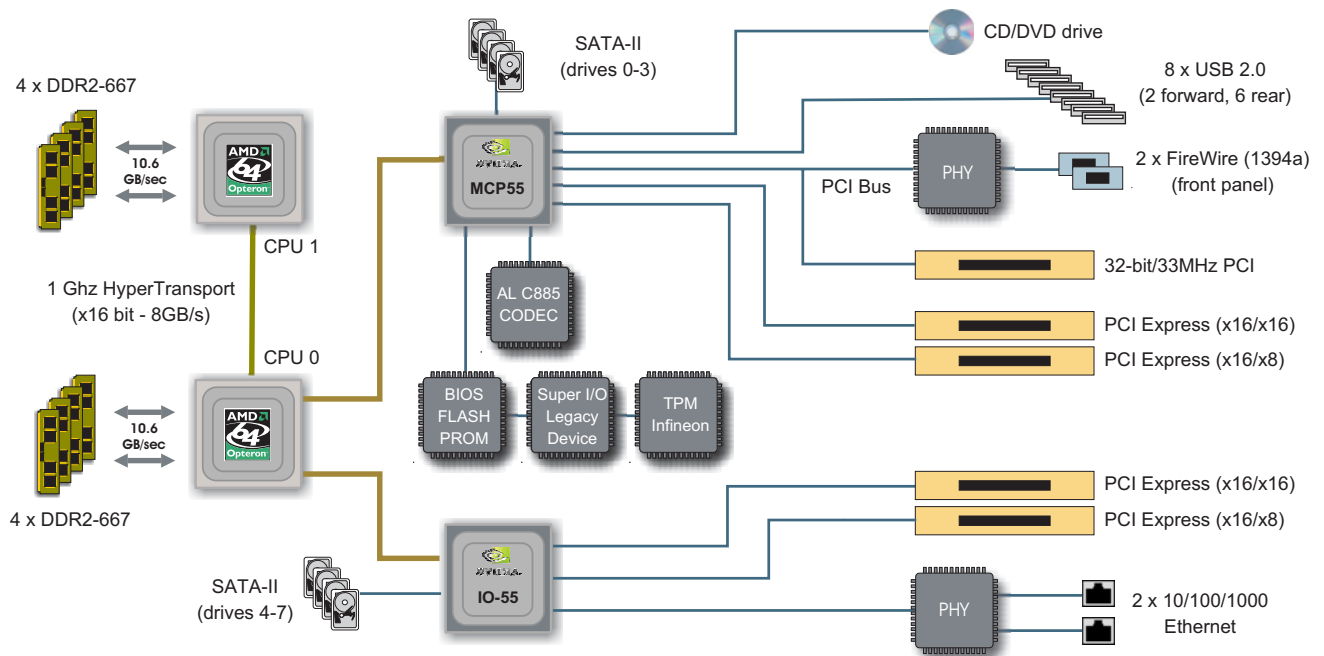 SATA-II
(drives 0-3)
CD/DVD drive
8 x USB 2.0
(2 forward, 6 rear)
4 x DDR2-667
10.6
GB/sec
AMD
64
Opteron
CPU 1
NVIDIA
MCP55
PCI Bus
PHY
2 x FireWire (1394a)
(front panel)
32-bit/33MHz PCI
1 Ghz HyperTransport
(x16 bit - 8GB/s)
AL C885
CODEC
PCI Express (x16/x16)
PCI Express (x16/x8)
CPU 0
10.6
GB/sec
AMD
64
Opteron
BIOS
FLASH
PROM
Super I/O
Legacy
Device
TPM
Infineon
4 x DDR2-667
PCI Express (x16/x16)
PCI Express (x16/x8)
SATA-II
(drives 4-7)
NVIDIA
IO-55
PHY
2 x 10/100/1000
Ethernet